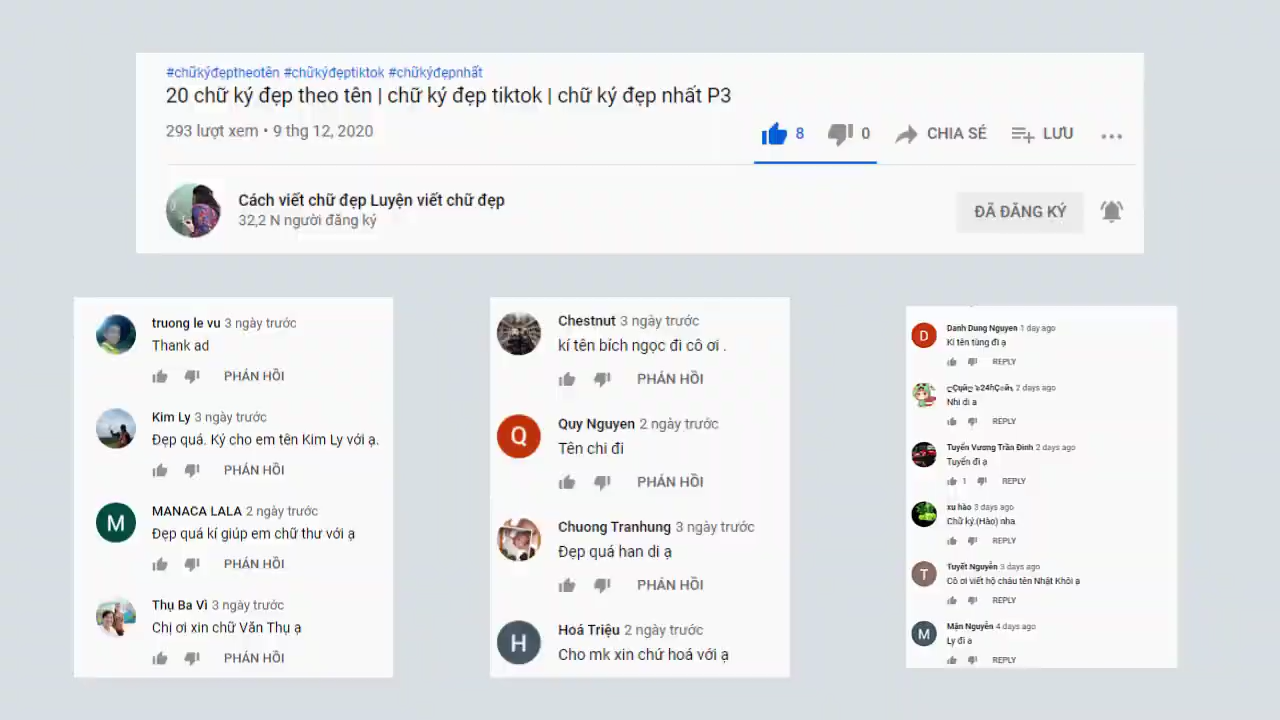 #chữkýđẹptheotên #chữkýđẹptiktok #chữkýđẹpnhất
20 chữ ký đẹp theo tên | chữ ký đẹp tiktok | chữ ký đẹp nhất P3
293 lượt xem • 9 thg 12, 2020
8
0
CHIA SẺ
LƯU
Cách viết chữ đẹp Luyện viết chữ đẹp
32,2 N người đăng ký
ĐÃ ĐĂNG KÝ
truong le vu 3 ngày trước
Thank ad
PHẢN HỒI
Kim Ly 3 ngày trước
Đẹp quá. Ký cho em tên Kim Ly với ạ.
PHẢN HỒI
M
MANACA LALA 2 ngày trước
Đẹp quá kí giúp em chữ thư với ạ
PHẢN HỒI
Thụ Ba Vì 3 ngày trước
Chị ơi xin chữ Văn Thụ ạ
PHẢN HỒI
Chestnut 3 ngày trước
kí tên bích ngọc đi cô ơi .
PHẢN HỒI
Q
Quy Nguyen 2 ngày trước
Tên chi đi
PHẢN HỒI
Chuong Tranhung 3 ngày trước
Đẹp quá han di ạ
PHẢN HỒI
H
Hoá Triệu 2 ngày trước
Cho mk xin chứ hoá với ạ
D
Danh Dung Nguyen 1 day ago
Kí tên tùng đi ạ
REPLY
2 days ago
Nhi di a
REPLY
Tuyển Vương Trần Đình 2 days ago
Tuyển đi ạ
1
REPLY
xu hào 3 days ago
Chữ ký.(Hào) nha
REPLY
T
Tuyết Nguyễn 3 days ago
Cô ơi viết hộ cháu tên Nhật Khôi ạ
REPLY
M
Mận Nguyễn 4 days ago
Ly đi a
REPLY